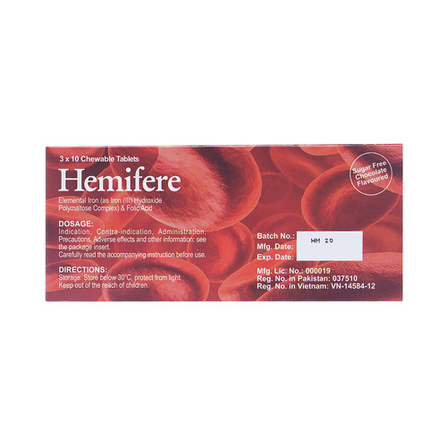 3 x 10 Chewable Tablets
Hemifere
Elemental Iron (as Iron (III) Hydroxide
Polymaltose Complex) & Folic Acid
DOSAGE:
Indication, Contra-indication, Administration,
Precautions, Adverse effects and other information: see
the package insert.
Carefully read the accompanying instruction before use.
DIRECTIONS:
Storage: Store below 30°C, protect from light.
Keep out of the reach of children.
Sugar Free
Chocolate
Flavoured
Batch No.:
Mfg. Date:
Exp. Date:
WM 20
Mfg. Lic. No.: 000019
Reg. No. in Pakistan: 037510
Reg. No. in Vietnam: VN-14584-12